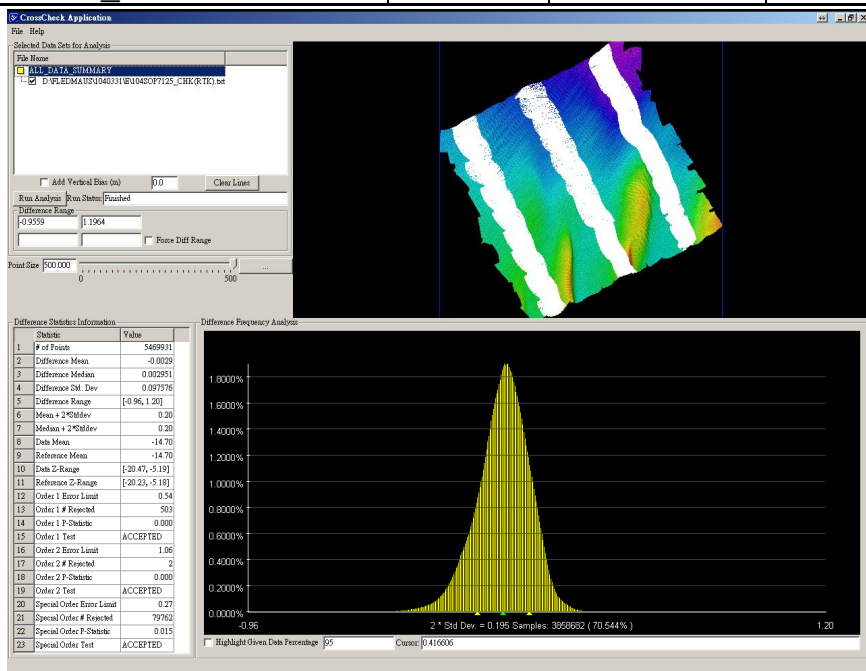 CrossCheck Application
File Help
Selected Data Sets for Analysis
File Name
ALL_DATA_SUMMARY
D:\FLEDMAUS\1040331\E\104SOP7125_CHK(RTK).txt
Add Vertical Bias (m) 0.0 Clear Lines
Run Analysis Run Status: Finished
Difference Range
-0.9559 1.1964
Force Diff Range
Point Size 500.000 ...
0 500
Difference Statistics Information
Statistic Value
1 # of Points 5469931
2 Difference Mean -0.0029
3 Difference Median 0.002951
4 Difference Std. Dev 0.097576
5 Difference Range [-0.96, 1.20]
6 Mean + 2*Stddev 0.20
7 Median + 2*Stddev 0.20
8 Data Mean -14.70
9 Reference Mean -14.70
10 Data Z-Range [-20.47, -5.19]
11 Reference Z-Range [-20.23, -5.18]
12 Order 1 Error Limit 0.54
13 Order 1 # Rejected 503
14 Order 1 P-Statistic 0.000
15 Order 1 Test ACCEPTED
16 Order 2 Error Limit 1.06
17 Order 2 # Rejected 2
18 Order 2 P-Statistic 0.000
19 Order 2 Test ACCEPTED
20 Special Order Error Limit 0.27
21 Special Order # Rejected 79762
22 Special Order P-Statistic 0.015
23 Special Order Test ACCEPTED
Difference Frequency Analysis
1.8000%
1.6000%
1.4000%
1.2000%
1.0000%
0.8000%
0.6000%
0.4000%
0.2000%
0.0000%
-0.96 2 * Std Dev. = 0.195 Samples: 3858682 ( 70.544% ) 1.20
Highlight Given Data Percentage 95 Cursor: 0.416606